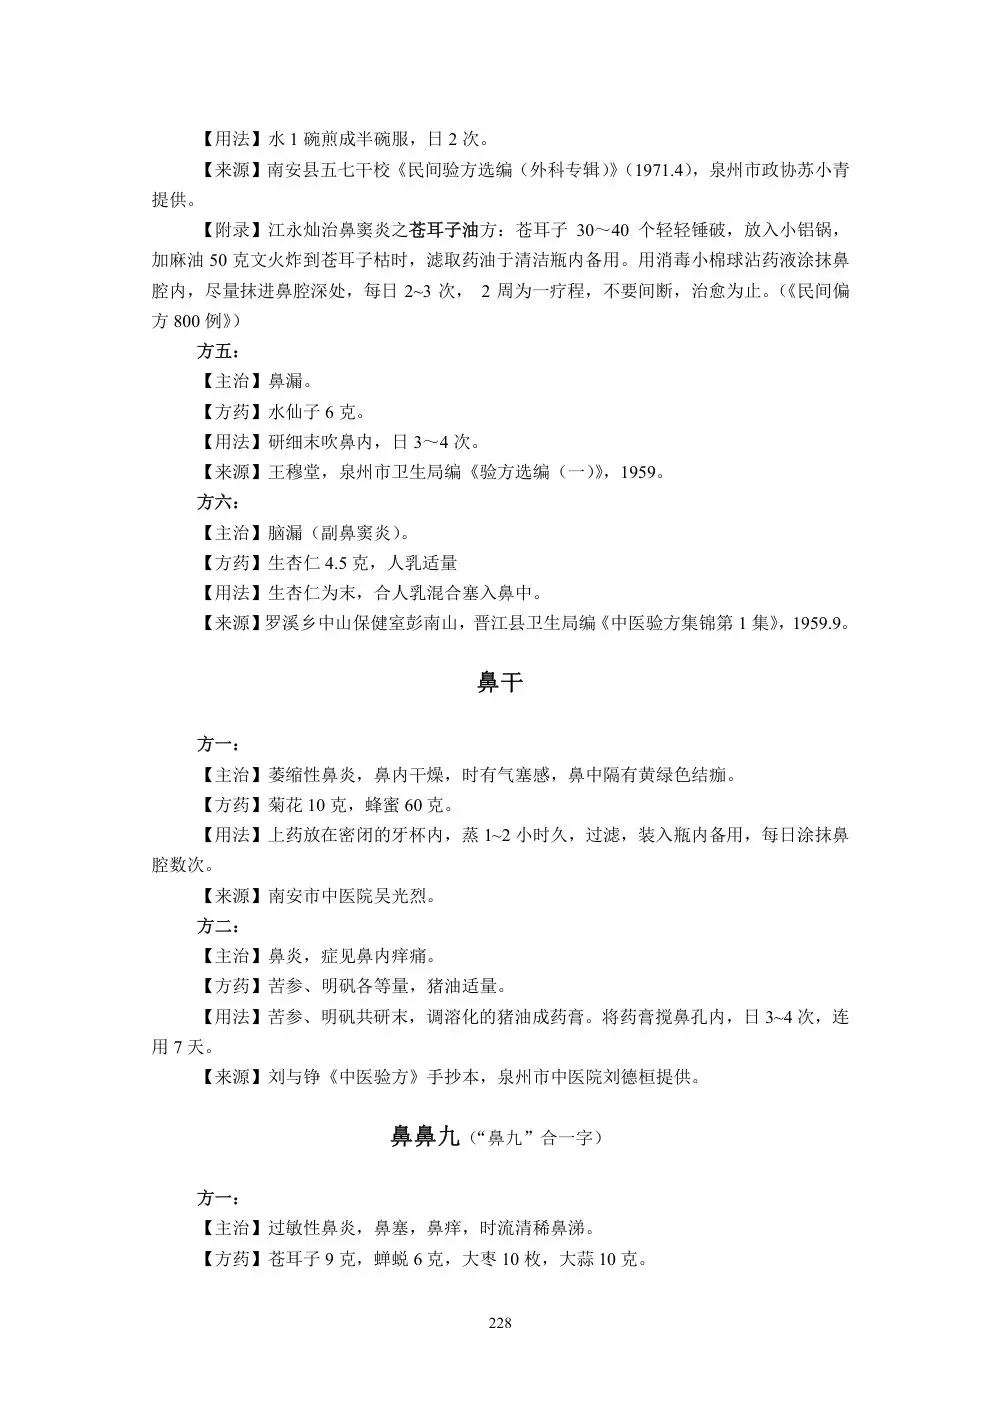 【用法】水 1 碗煎成半碗服，日 2 次。
【来源】南安县五七干校《民间验方选编（外科专辑）》（1971.4），泉州市政协苏小青
提供。
【附录】江永灿治鼻窦炎之苍耳子油方：苍耳子 30～40 个轻轻锤破，放入小铝锅，
加麻油 50 克文火炸到苍耳子枯时，滤取药油于清洁瓶内备用。用消毒小棉球沾药液涂抹鼻
腔内，尽量抹进鼻腔深处，每日 2~3 次， 2 周为一疗程，不要间断，治愈为止。（《民间偏
方 800 例》）
方五：
【主治】鼻漏。
【方药】水仙子 6 克。
【用法】研细末吹鼻内，日 3～4 次。
【来源】王穆堂，泉州市卫生局编《验方选编（一）》，1959。
方六：
【主治】脑漏（副鼻窦炎）。
【方药】生杏仁 4.5 克，人乳适量
【用法】生杏仁为末，合人乳混合塞入鼻中。
【来源】罗溪乡中山保健室彭南山，晋江县卫生局编《中医验方集锦第 1 集》，1959.9。
鼻干
方一：
【主治】萎缩性鼻炎，鼻内干燥，时有气塞感，鼻中隔有黄绿色结痂。
【方药】菊花 10 克，蜂蜜 60 克。
【用法】上药放在密闭的牙杯内，蒸 1~2 小时久，过滤，装入瓶内备用，每日涂抹鼻
腔数次。
【来源】南安市中医院吴光烈。
方二：
【主治】鼻炎，症见鼻内痒痛。
【方药】苦参、明矾各等量，猪油适量。
【用法】苦参、明矾共研末，调溶化的猪油成药膏。将药膏搅鼻孔内，日 3~4 次，连
用 7 天。
【来源】刘与铮《中医验方》手抄本，泉州市中医院刘德桓提供。
鼻鼻九（“鼻九”合一字）
方一：
【主治】过敏性鼻炎，鼻塞，鼻痒，时流清稀鼻涕。
【方药】苍耳子 9 克，蝉蜕 6 克，大枣 10 枚，大蒜 10 克。
228